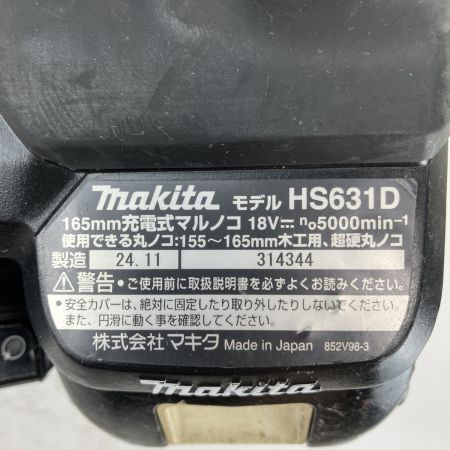 makita モデル HS631D
165mm充電式マルノコ 18V⎓ n₀5000min⁻¹
使用できる丸ノコ:155～165mm木工用、超硬丸ノコ
製造 24.11 314344
⚠警告 •ご使用前に取扱説明書を必ずよくお読みください。
•安全カバーは、絶対に固定したり取り外したりしないでください。
また、円滑に動く事を確認してください。
株式会社マキタ Made in Japan 852V98-3
makita